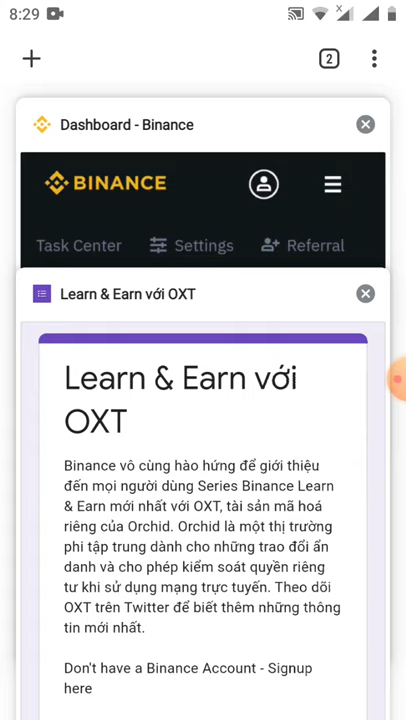 8:29
x
2
Dashboard - Binance
BINANCE
Task Center Settings Referral
Learn & Earn với OXT
Learn & Earn với
OXT
Binance vô cùng hào hứng để giới thiệu
đến mọi người dùng Series Binance Learn
& Earn mới nhất với OXT, tài sản mã hoá
riêng của Orchid. Orchid là một thị trường
phi tập trung dành cho những trao đổi ẩn
danh và cho phép kiểm soát quyền riêng
tư khi sử dụng mạng trực tuyến. Theo dõi
OXT trên Twitter để biết thêm những thông
tin mới nhất.
Don't have a Binance Account - Signup
here